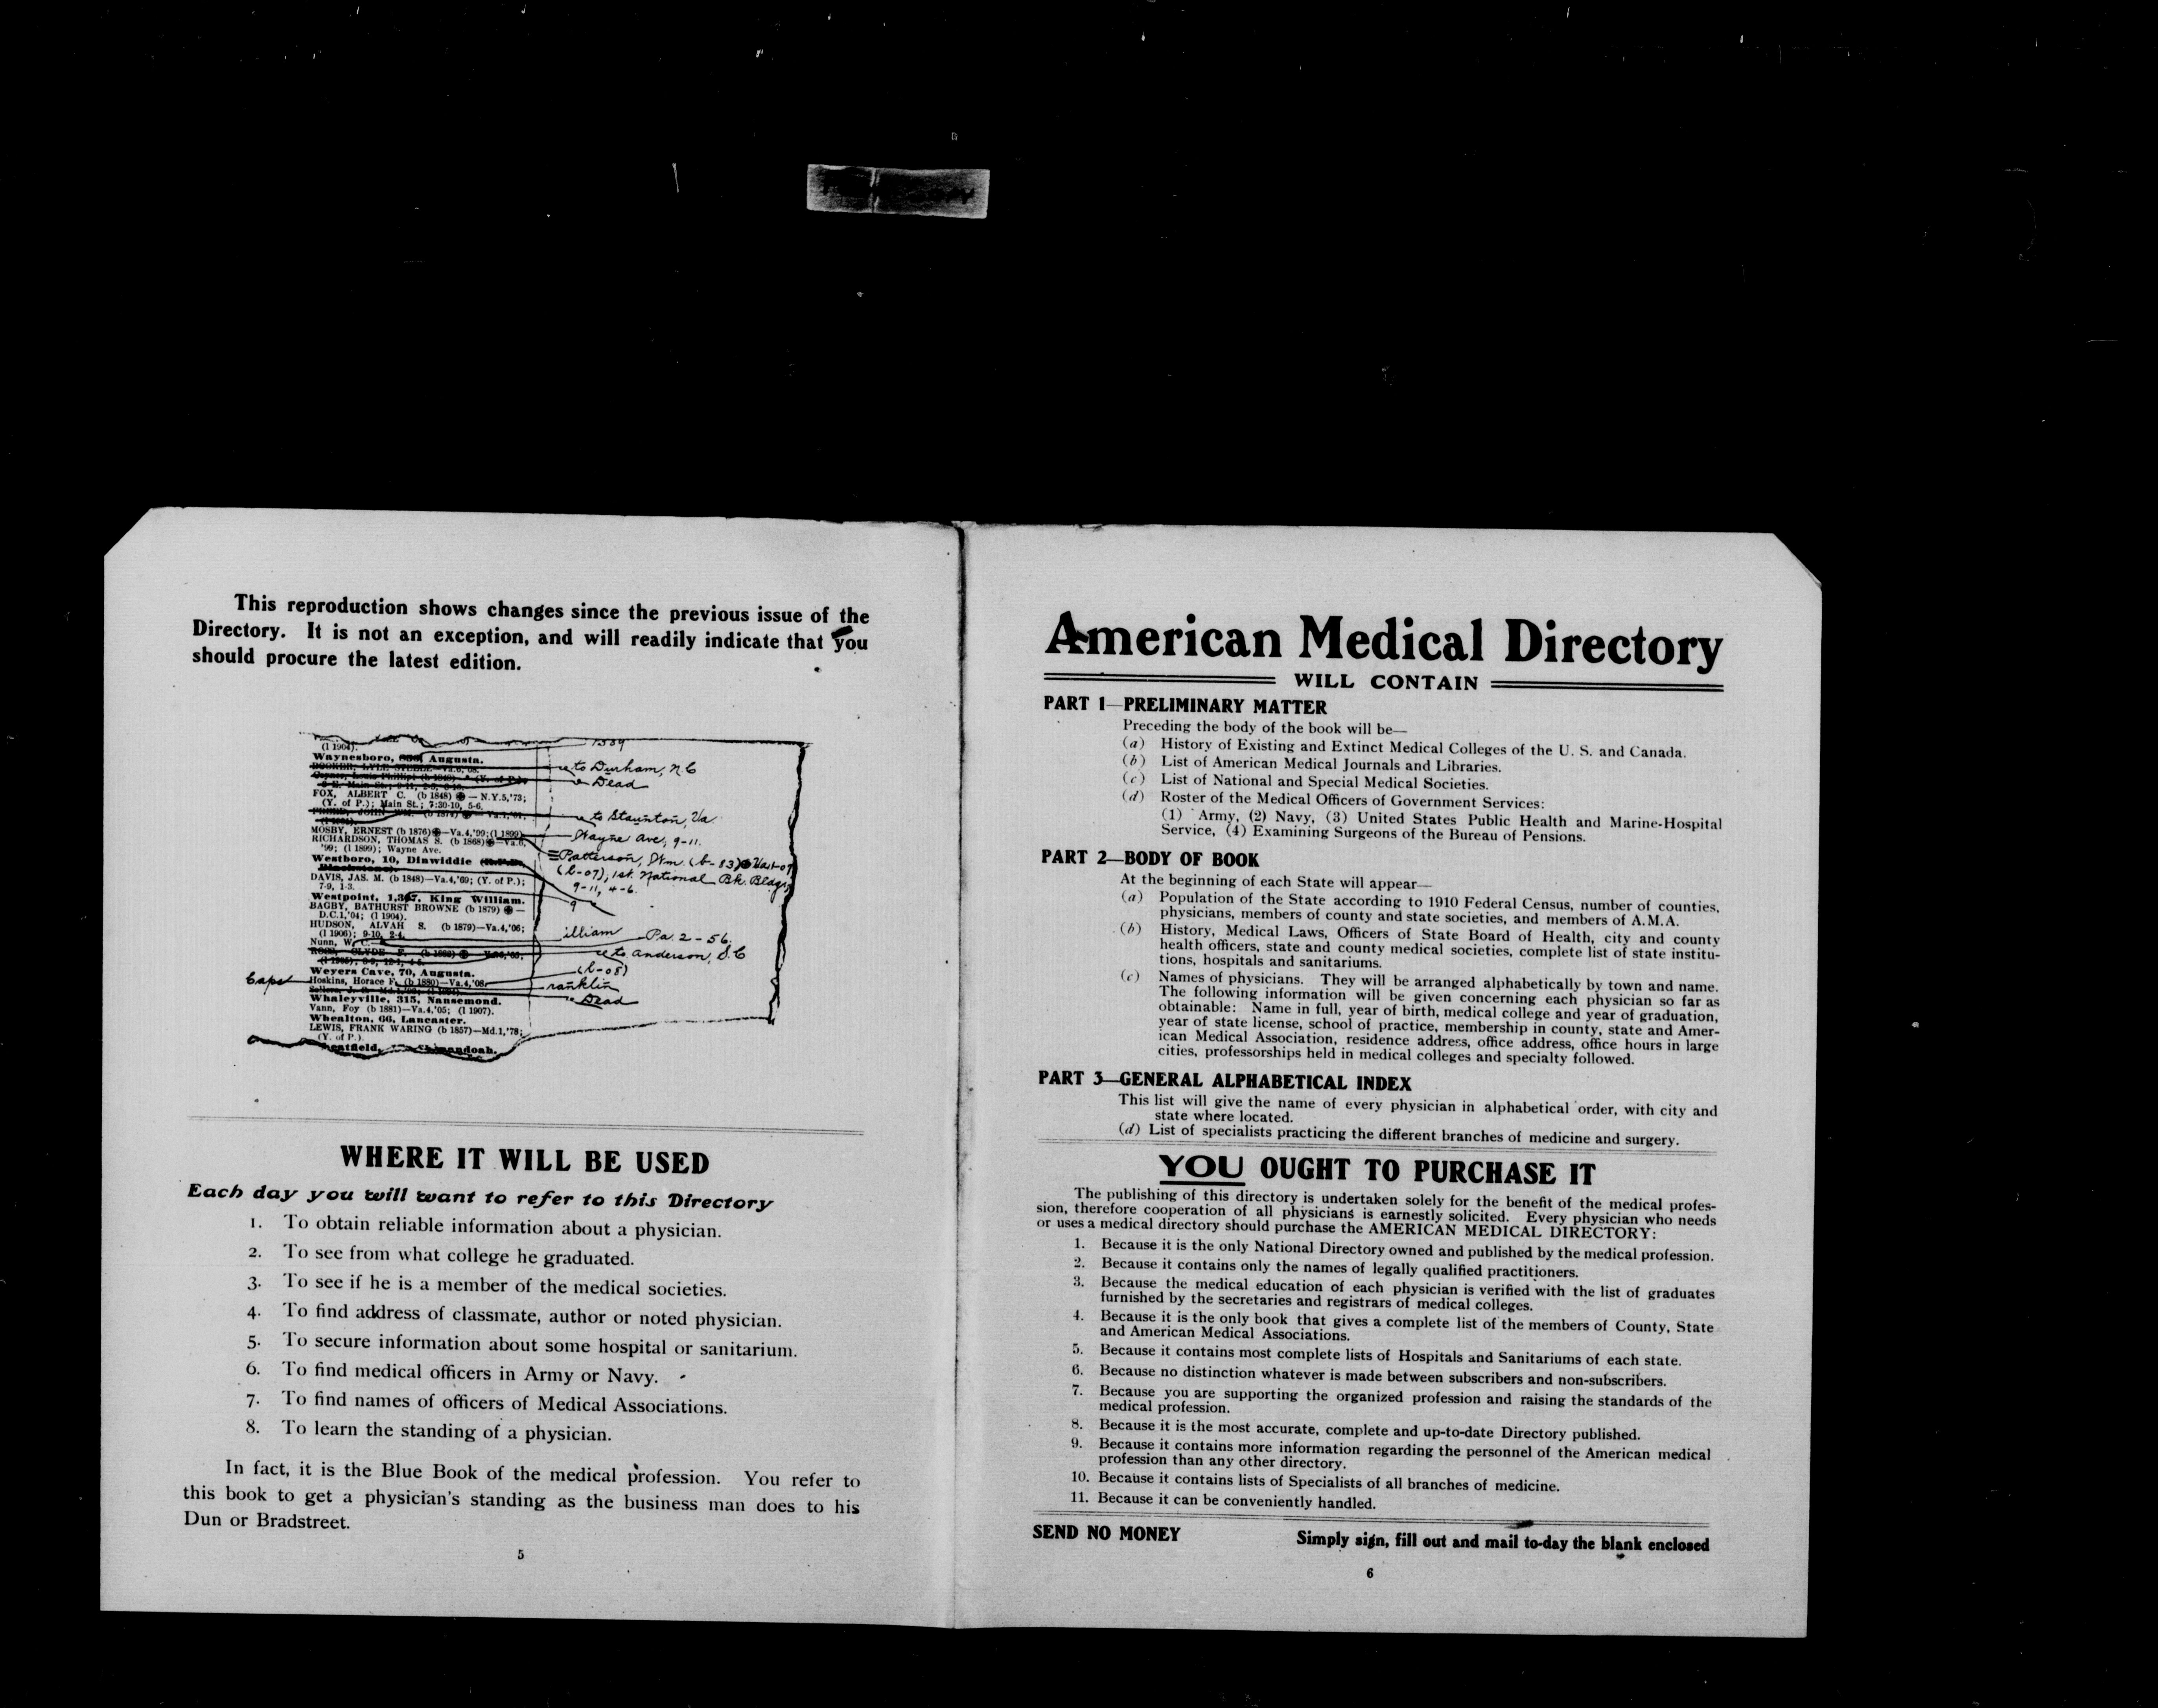 This reproduction shows changes since the previous issue of the
Directory. It is not an exception, and will readily indicate that you
should procure the latest edition.
(l 1904).
1559
Waynesboro, Augusta.
to Durham, N.C
Dead
FOX, ALBERT C. (b 1848) ⊕ — N.Y.5,'73;
(Y. of P.); Main St.; 7:30-10, 5-6.
to Staunton, Va
MOSBY, ERNEST (b 1876)⊕—Va.4,'99;(l 1899)
Wayne Ave, 9-11.
RICHARDSON, THOMAS S. (b 1868)⊕—Va.6,
'99; (l 1899); Wayne Ave.
Westboro, 10, Dinwiddie
Patterson, Wm. (b-83)
(l-07); 1st. National Bk. Bldg;
9-11, 4-6.
DAVIS, JAS. M. (b 1848)—Va.4,'69; (Y. of P.);
7-9, 1-3.
Westpoint, King William.
9
BAGBY, BATHURST BROWNE (b 1879) ⊕ —
D.C.1,'04; (l 1904).
HUDSON, ALVAH S. (b 1879)—Va.4,'06;
(l 1906); 9-10, 2-4.
illiam Pa. 2-56.
Nunn, W. C.
to Anderson, S.C
Weyers Cave, 70, Augusta.
(l-08)
Caps
Hoskins, Horace F. (b 1880)—Va.4,'08
ranklin
Whaleyville, 315, Nansemond.
Dead
Vann, Foy (b 1881)—Va.4,'05; (l 1907).
Whealton, 66, Lancaster.
LEWIS, FRANK WARING (b 1857)—Md.1,'78;
(Y. of P.).
WHERE IT WILL BE USED
Each day you will want to refer to this Directory
1. To obtain reliable information about a physician.
2. To see from what college he graduated.
3. To see if he is a member of the medical societies.
4. To find address of classmate, author or noted physician.
5. To secure information about some hospital or sanitarium.
6. To find medical officers in Army or Navy.
7. To find names of officers of Medical Associations.
8. To learn the standing of a physician.
In fact, it is the Blue Book of the medical profession. You refer to
this book to get a physician's standing as the business man does to his
Dun or Bradstreet.
5
American Medical Directory
WILL CONTAIN
PART 1—PRELIMINARY MATTER
Preceding the body of the book will be—
(a) History of Existing and Extinct Medical Colleges of the U. S. and Canada.
(b) List of American Medical Journals and Libraries.
(c) List of National and Special Medical Societies.
(d) Roster of the Medical Officers of Government Services:
(1) Army, (2) Navy, (3) United States Public Health and Marine-Hospital
Service, (4) Examining Surgeons of the Bureau of Pensions.
PART 2—BODY OF BOOK
At the beginning of each State will appear—
(a) Population of the State according to 1910 Federal Census, number of counties,
physicians, members of county and state societies, and members of A.M.A.
(b) History, Medical Laws, Officers of State Board of Health, city and county
health officers, state and county medical societies, complete list of state institu-
tions, hospitals and sanitariums.
(c) Names of physicians. They will be arranged alphabetically by town and name.
The following information will be given concerning each physician so far as
obtainable: Name in full, year of birth, medical college and year of graduation,
year of state license, school of practice, membership in county, state and Amer-
ican Medical Association, residence address, office address, office hours in large
cities, professorships held in medical colleges and specialty followed.
PART 3—GENERAL ALPHABETICAL INDEX
This list will give the name of every physician in alphabetical order, with city and
state where located.
(d) List of specialists practicing the different branches of medicine and surgery.
YOU OUGHT TO PURCHASE IT
The publishing of this directory is undertaken solely for the benefit of the medical profes-
sion, therefore cooperation of all physicians is earnestly solicited. Every physician who needs
or uses a medical directory should purchase the AMERICAN MEDICAL DIRECTORY:
1. Because it is the only National Directory owned and published by the medical profession.
2. Because it contains only the names of legally qualified practitioners.
3. Because the medical education of each physician is verified with the list of graduates
furnished by the secretaries and registrars of medical colleges.
4. Because it is the only book that gives a complete list of the members of County, State
and American Medical Associations.
5. Because it contains most complete lists of Hospitals and Sanitariums of each state.
6. Because no distinction whatever is made between subscribers and non-subscribers.
7. Because you are supporting the organized profession and raising the standards of the
medical profession.
8. Because it is the most accurate, complete and up-to-date Directory published.
9. Because it contains more information regarding the personnel of the American medical
profession than any other directory.
10. Because it contains lists of Specialists of all branches of medicine.
11. Because it can be conveniently handled.
SEND NO MONEY Simply sign, fill out and mail to-day the blank enclosed
6